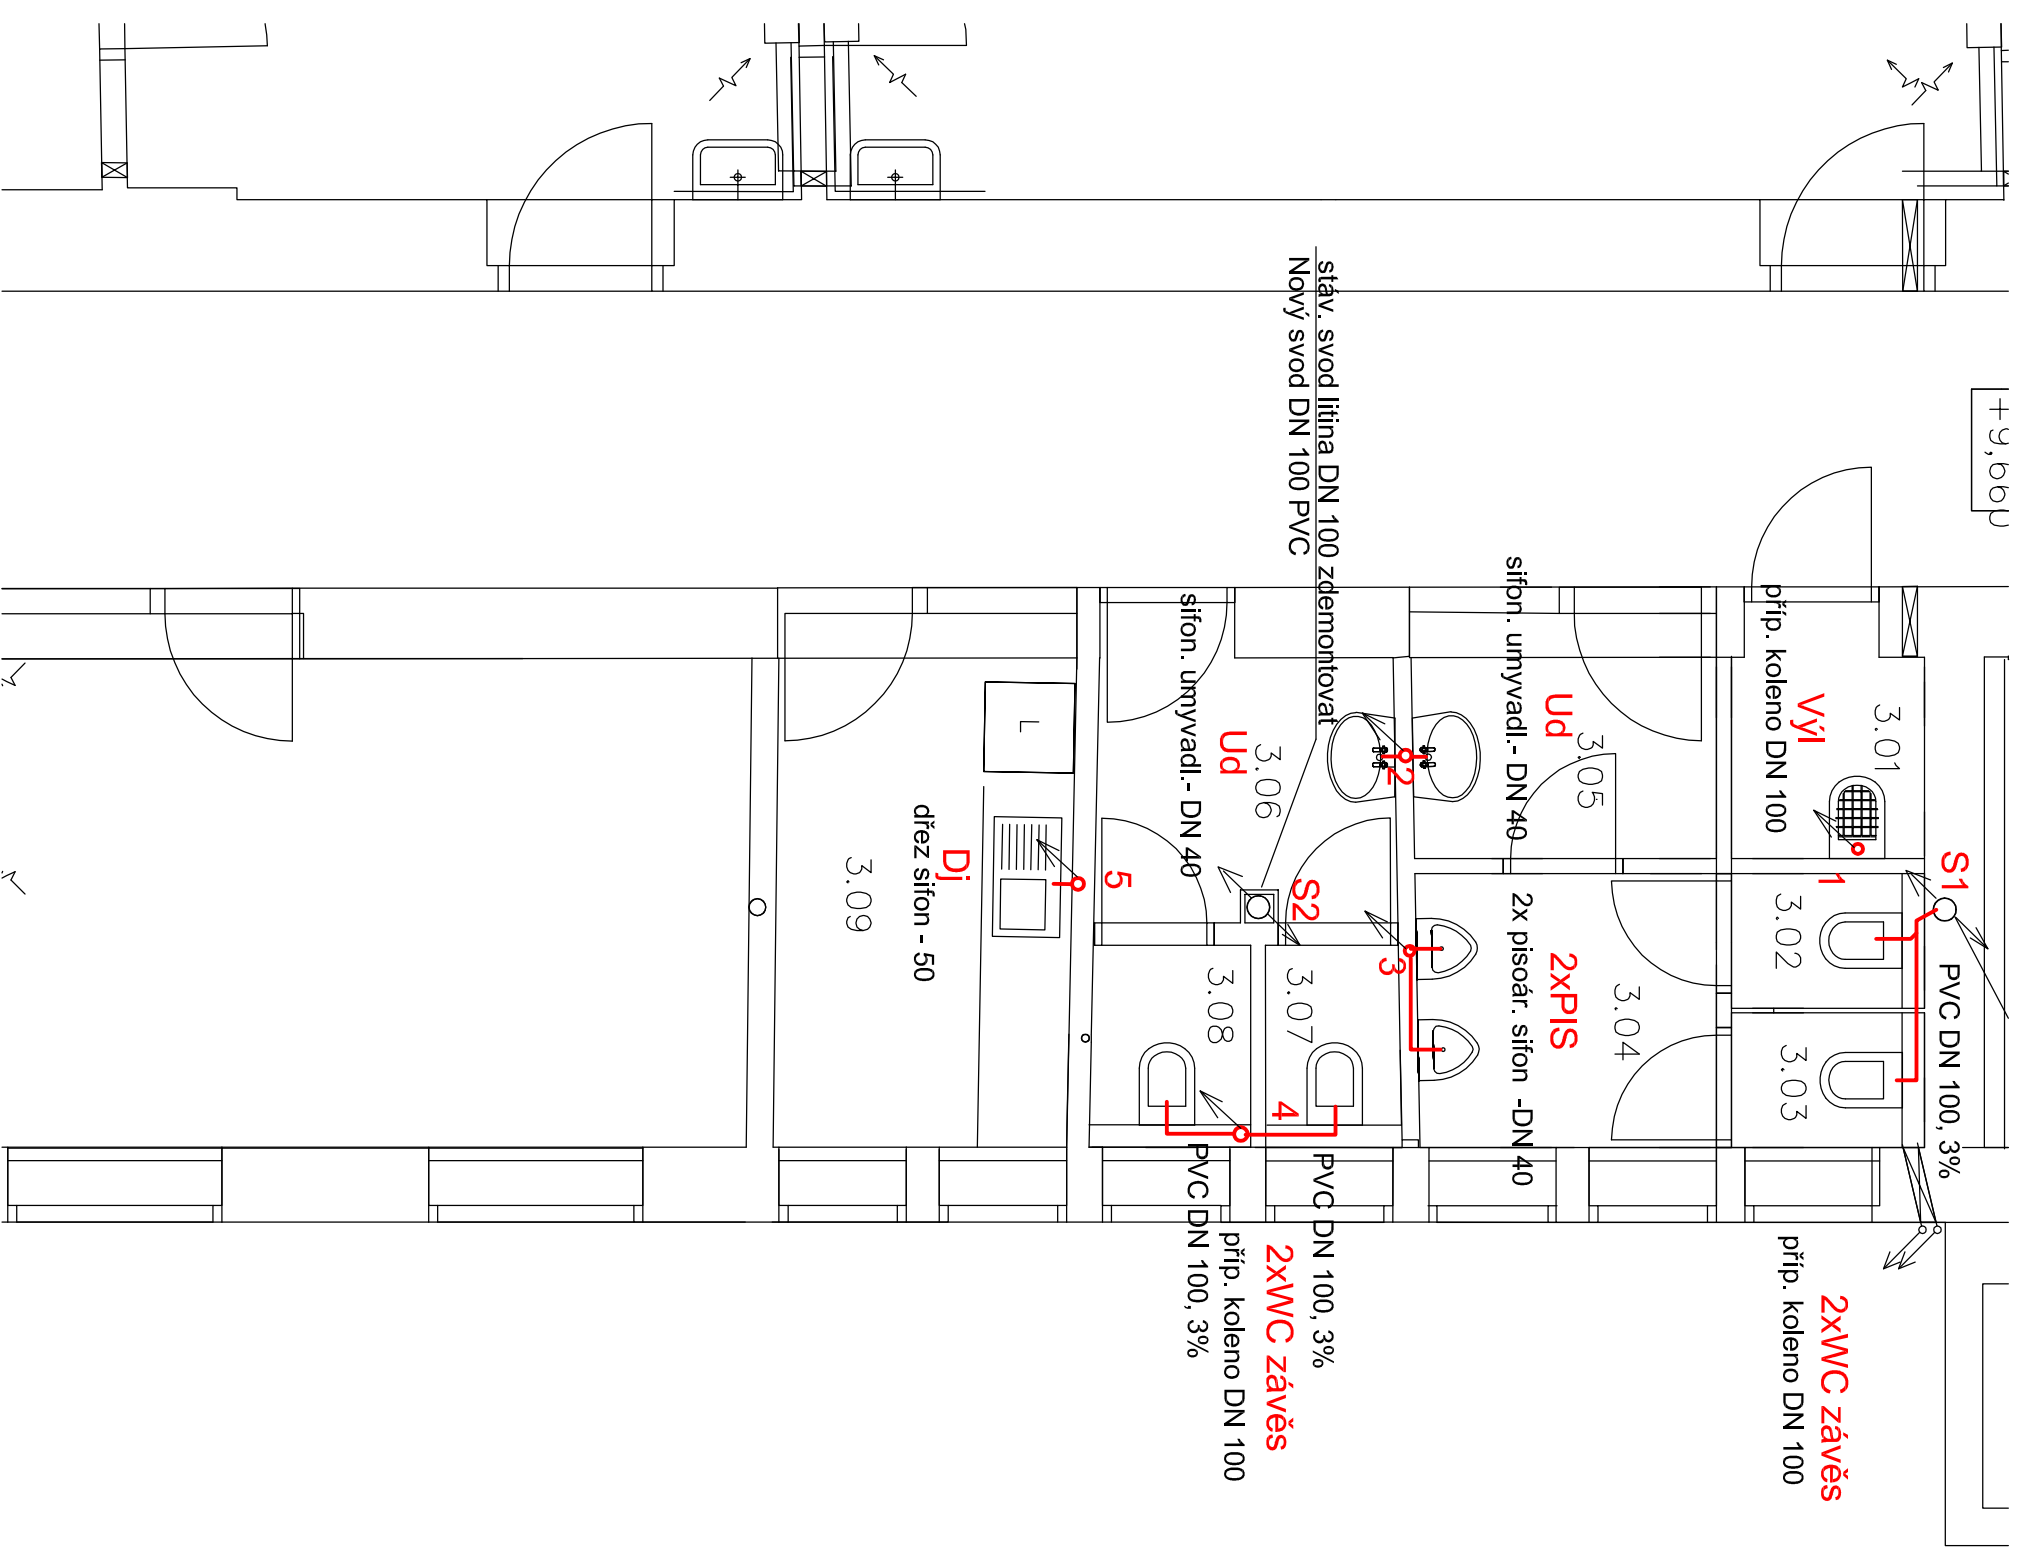 +9,660
stáv. svod litina DN 100 zdemontovat
Nový svod DN 100 PVC
příp. koleno DN 100
Výl
3.01
1
S1
PVC DN 100, 3%
3.02
3.03
sifon. umyvadl.- DN 40
Ud
3.05
2
sifon. umyvadl.- DN 40
Ud
3.06
S2
2xPIS
2x pisoár. sifon -DN 40
3.04
3
3.07
3.08
4
L
Dj
dřez sifon - 50
3.09
5
PVC DN 100, 3%
2xWC závěs
příp. koleno DN 100
PVC DN 100, 3%
2xWC závěs
příp. koleno DN 100